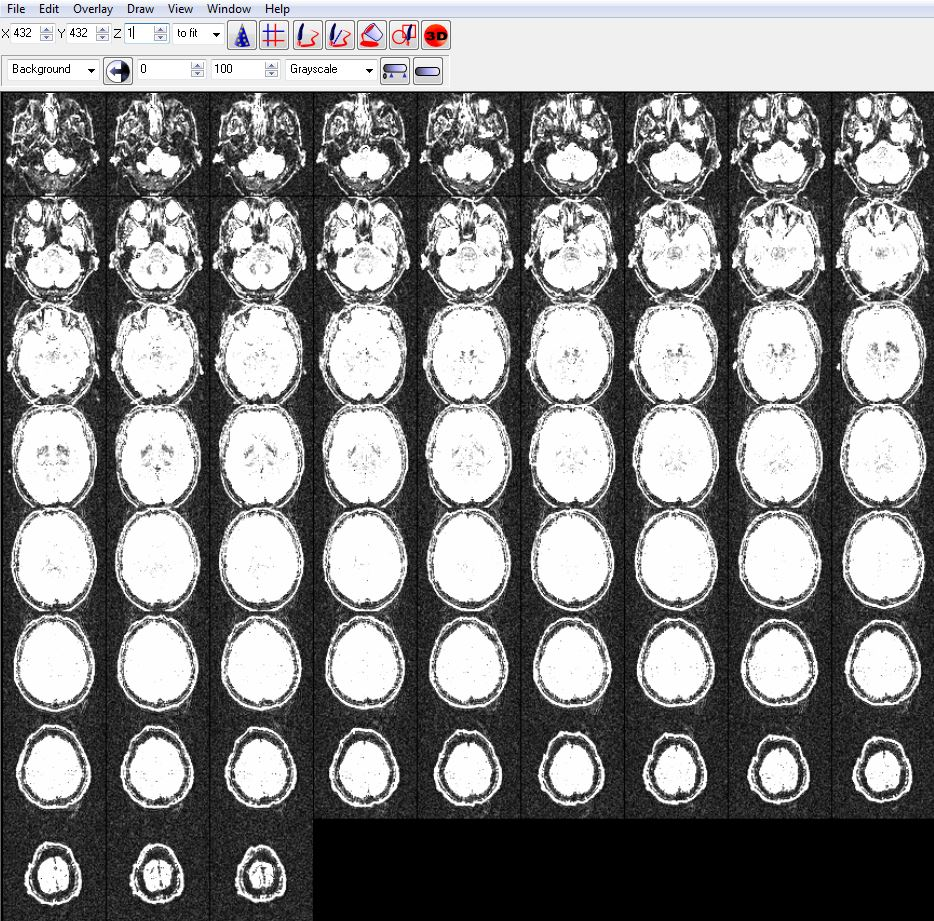 File Edit Overlay Draw View Window Help
X 432 Y 432 Z 1 to fit 3D
Background 0 100 Grayscale